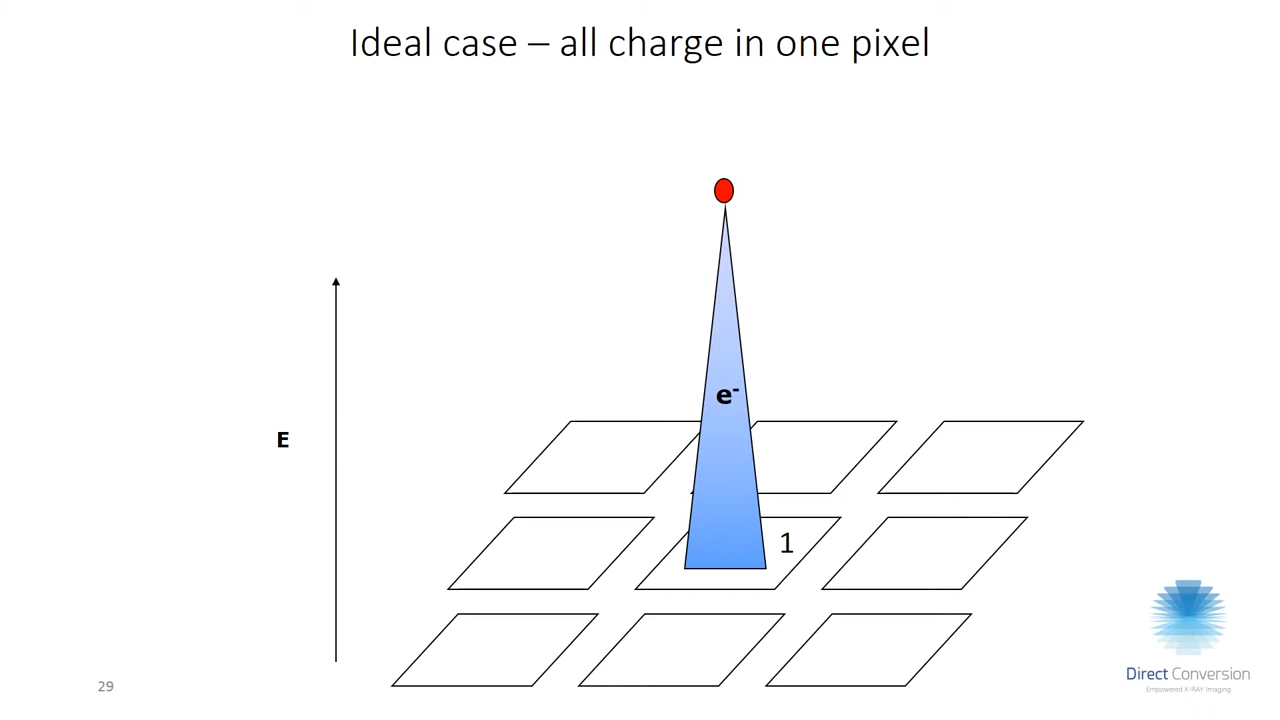 Ideal case – all charge in one pixel
e-
E
1
29
Direct Conversion
Empowered X-RAY Imaging